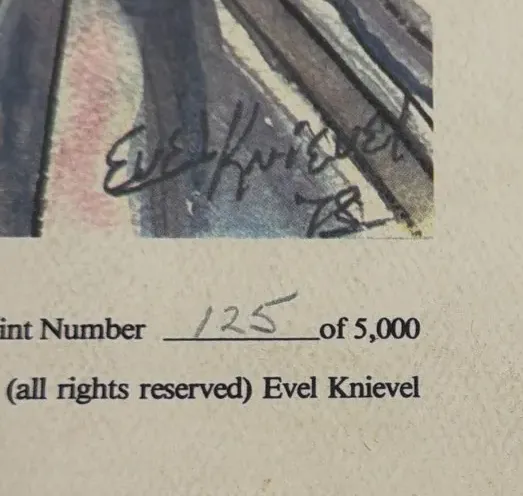 Evel Knievel
78
int Number 125 of 5,000
(all rights reserved) Evel Knievel